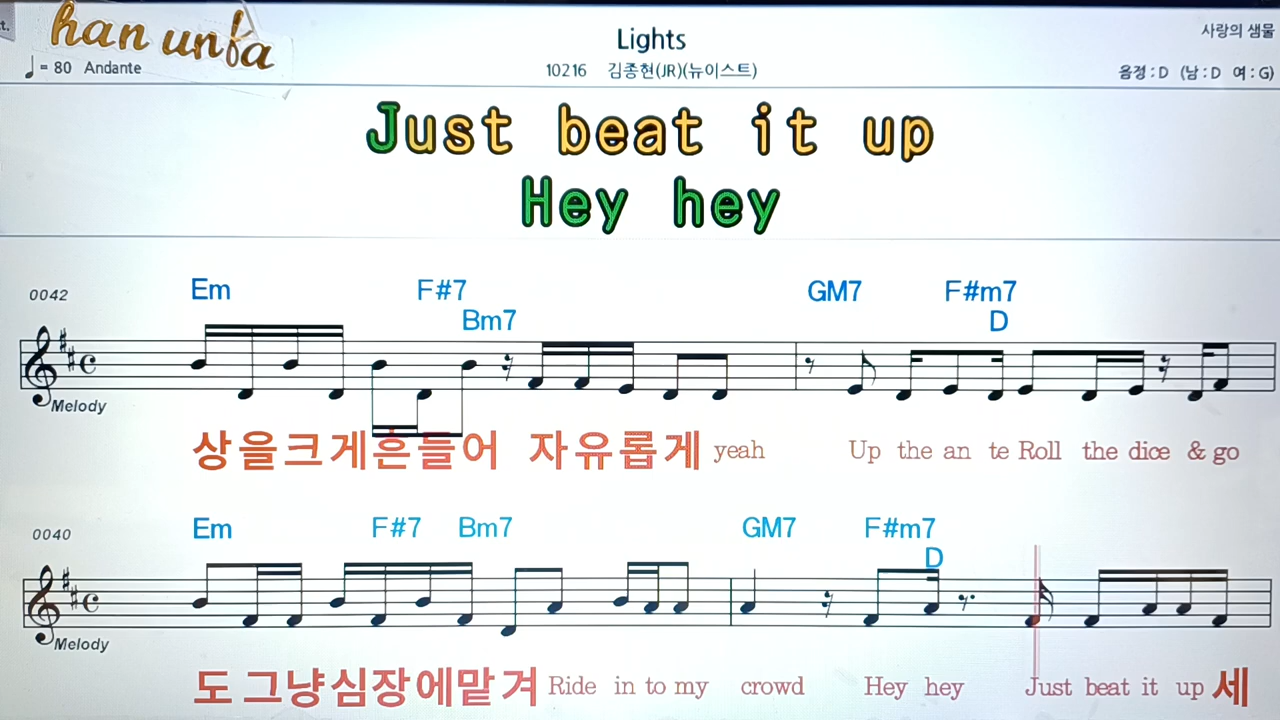 t.
han unfa
Lights
사랑의 샘물
♩= 80 Andante
10216 김종현(JR)(뉴이스트)
음정 : D (남 : D 여 : G)
Just beat it up
Hey hey
0042
Em F#7 GM7 F#m7
Bm7 D
Melody
상을크게흔들어 자유롭게 yeah Up the an te Roll the dice & go
0040
Em F#7 Bm7 GM7 F#m7
D
Melody
도그냥심장에맡겨 Ride in to my crowd Hey hey Just beat it up 세